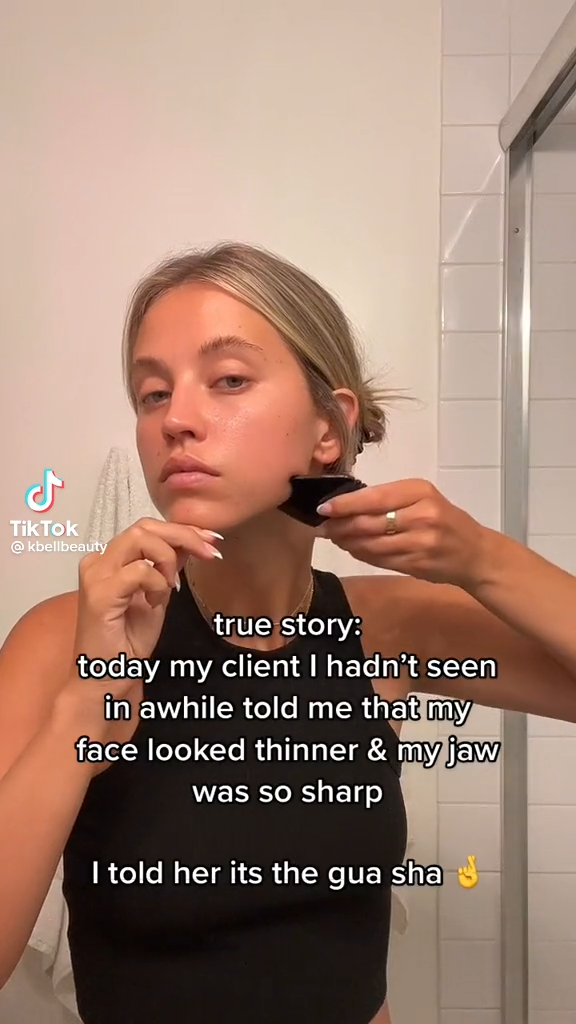 TikTok
@ kbellbeauty
true story:
today my client I hadn't seen
in awhile told me that my
face looked thinner & my jaw
was so sharp
I told her its the gua sha 🤞